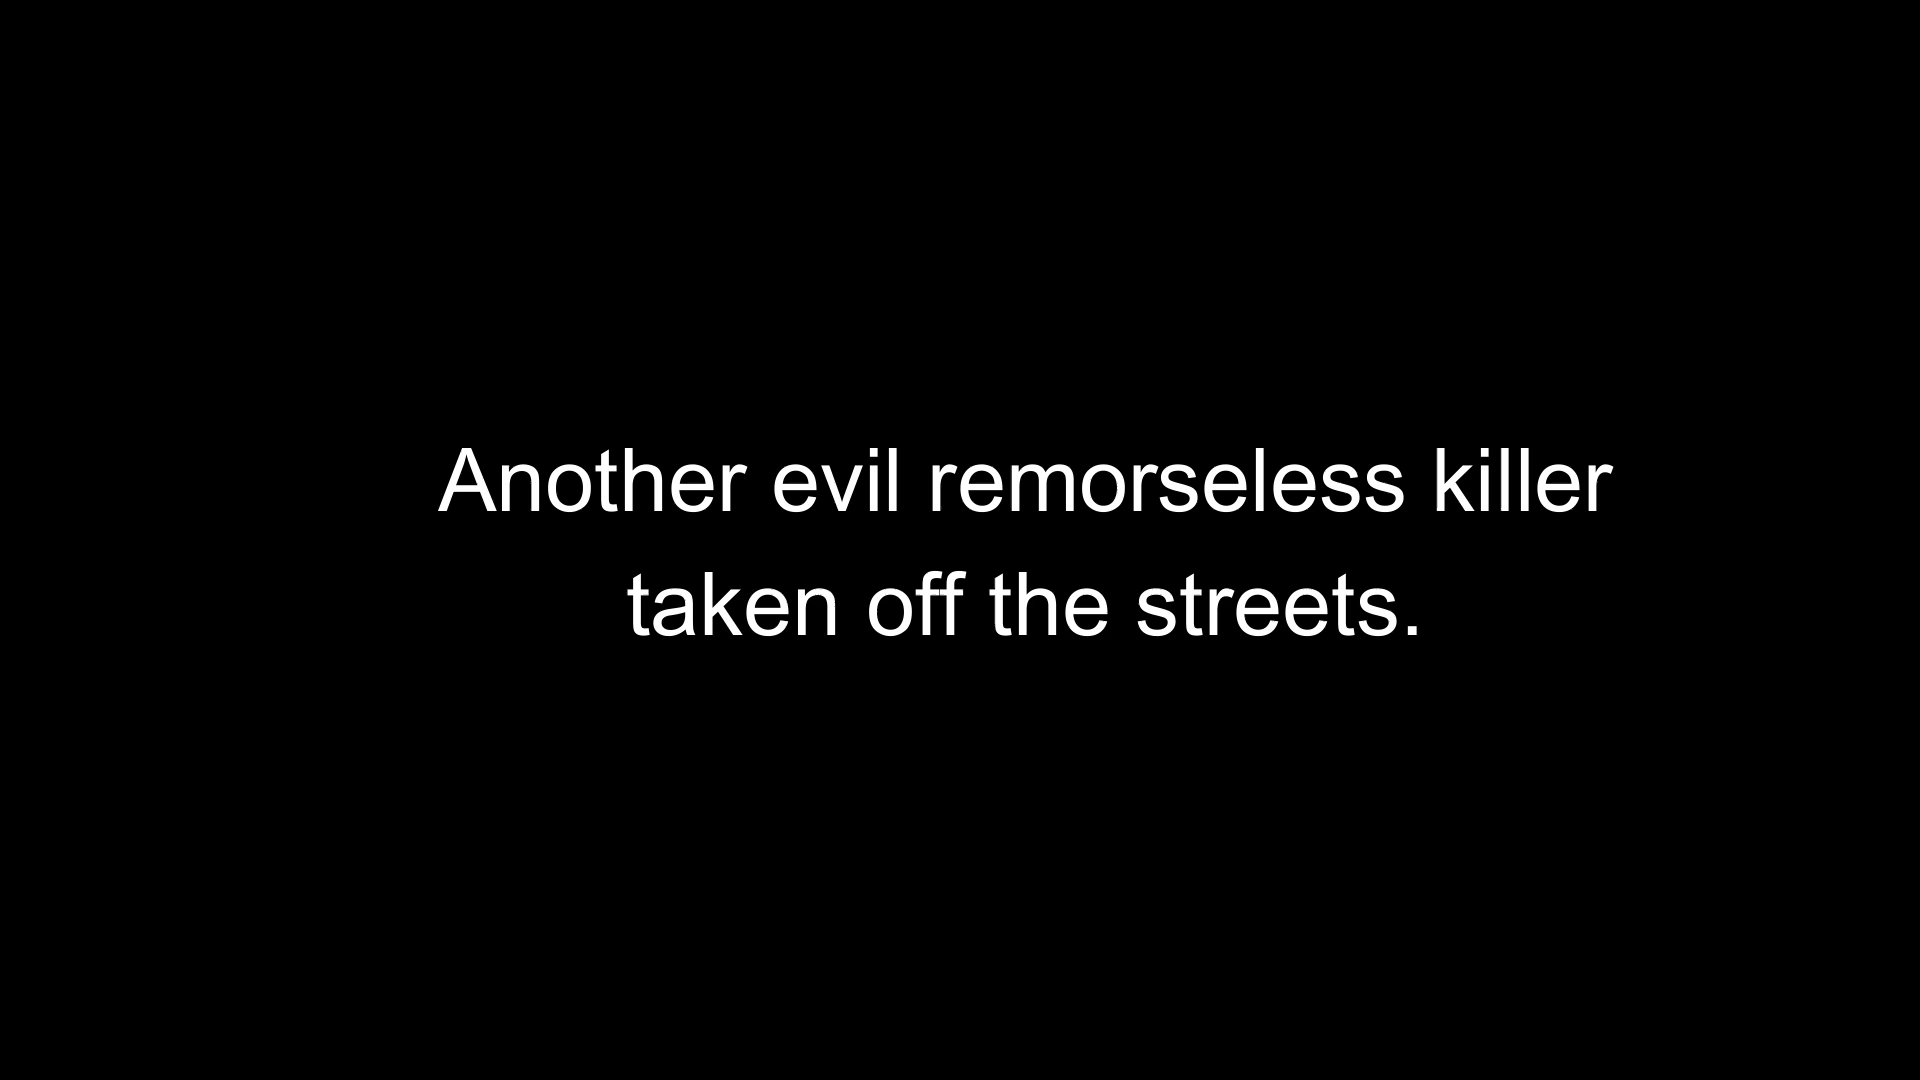 Another evil remorseless killer
taken off the streets.